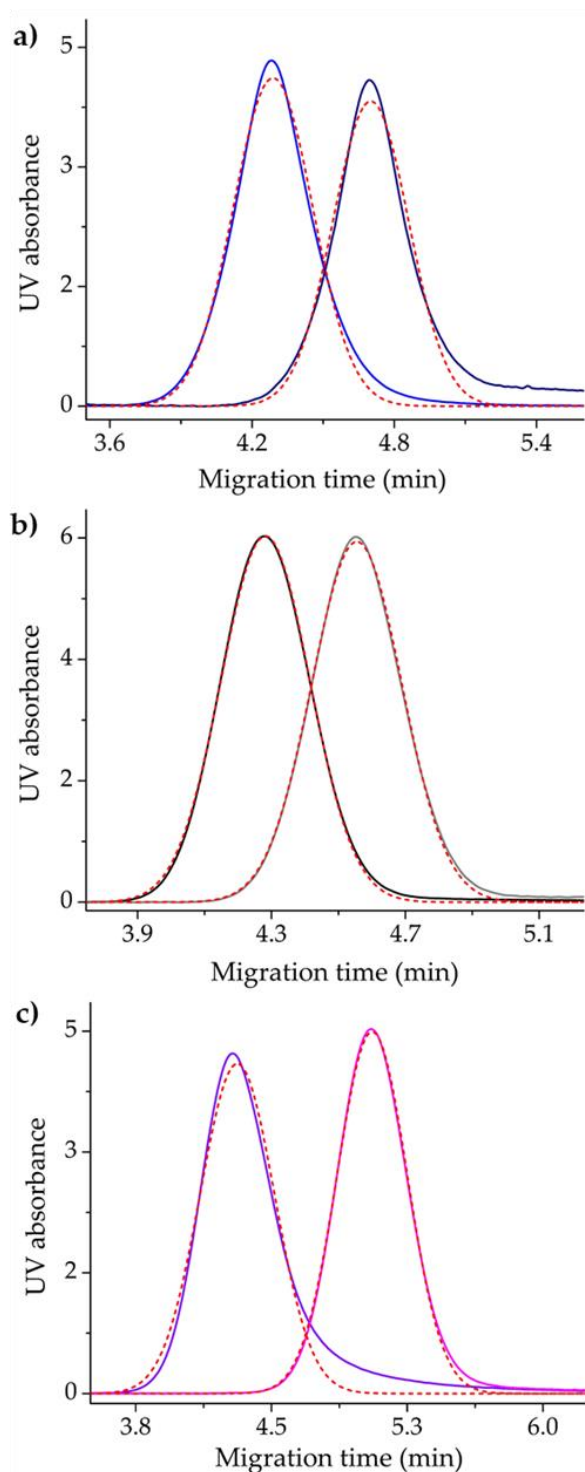 a)
5
3
2
0
UV absorbance
3.6 4.2 4.8 5.4
Migration time (min)
b)
6
4
2
0
UV absorbance
3.9 4.3 4.7 5.1
Migration time (min)
c)
5
3
2
0
UV absorbance
3.8 4.5 5.3 6.0
Migration time (min)